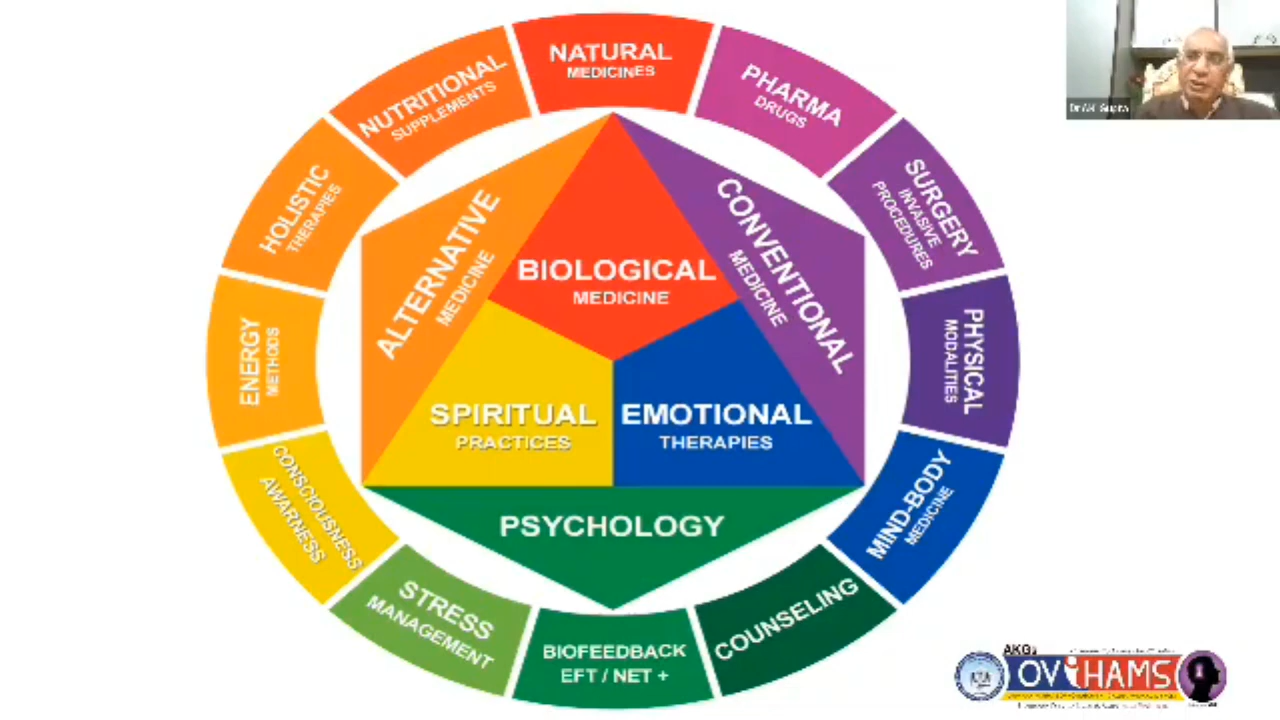 NATURAL
MEDICINES
PHARMA
DRUGS
SURGERY
INVASIVE
PROCEDURES
PHYSICAL
MODALITIES
MIND-BODY
MEDICINE
COUNSELING
BIOFEEDBACK
EFT / NET +
STRESS
MANAGEMENT
CONSCIOUSNESS
AWARNESS
ENERGY
METHODS
HOLISTIC
THERAPIES
NUTRITIONAL
SUPPLEMENTS
ALTERNATIVE
MEDICINE
BIOLOGICAL
MEDICINE
CONVENTIONAL
MEDICINE
SPIRITUAL
PRACTICES
EMOTIONAL
THERAPIES
PSYCHOLOGY
Gupta
AKGs
OViHAMS